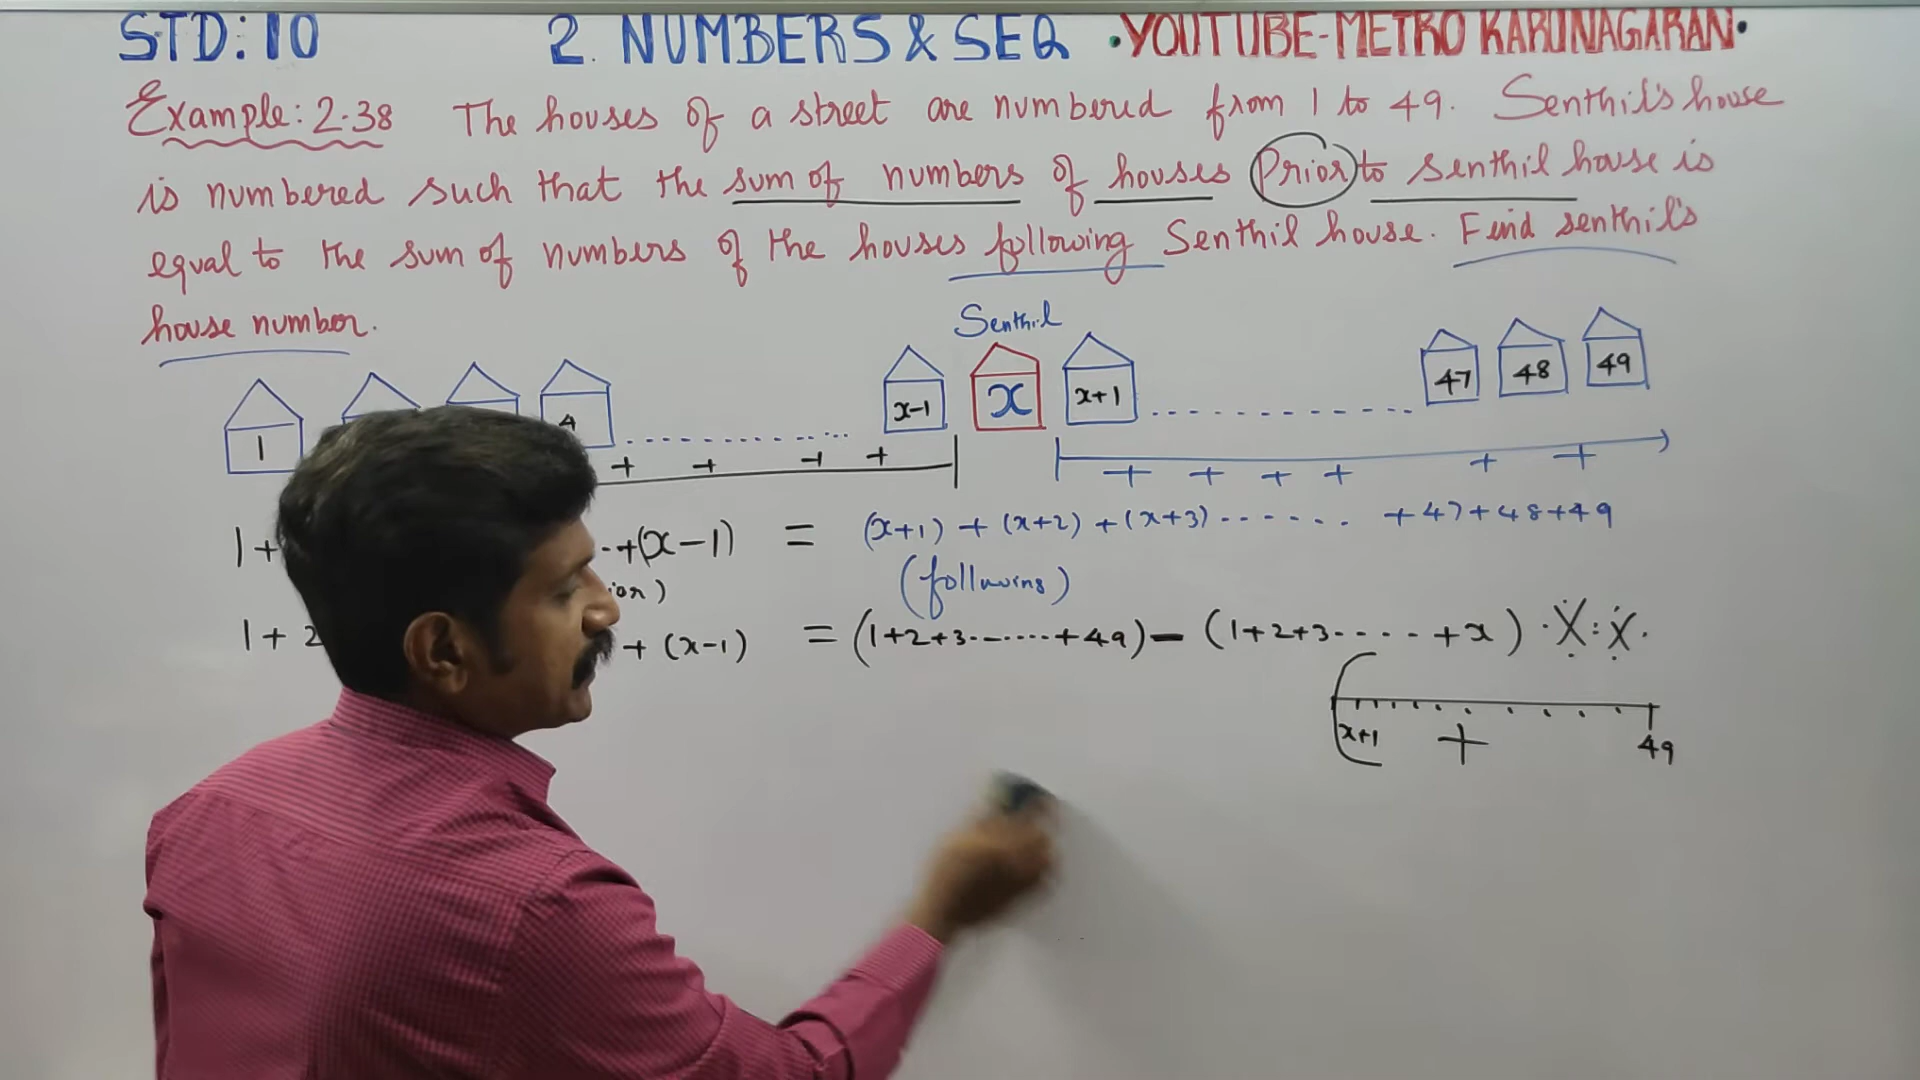 STD: 10 2. NUMBERS & SEQ • YOUTUBE-METRO KARUNAGARAN •
Example: 2.38 The houses of a street are numbered from 1 to 49. Senthil's house
is numbered such that the sum of numbers of houses Prior to senthil house is
equal to the sum of numbers of the houses following Senthil house. Find senthil's
house number.
Senthil
1 4 x-1 x x+1 47 48 49
+ + + + + + + + + +
1+ ..+(x-1) = (x+1) + (x+2) +(x+3)...... +47+48+49
(following)
1+2 + (x-1) = (1+2+3......+49) - (1+2+3.....+x) ·X:X·
x+1 + 49